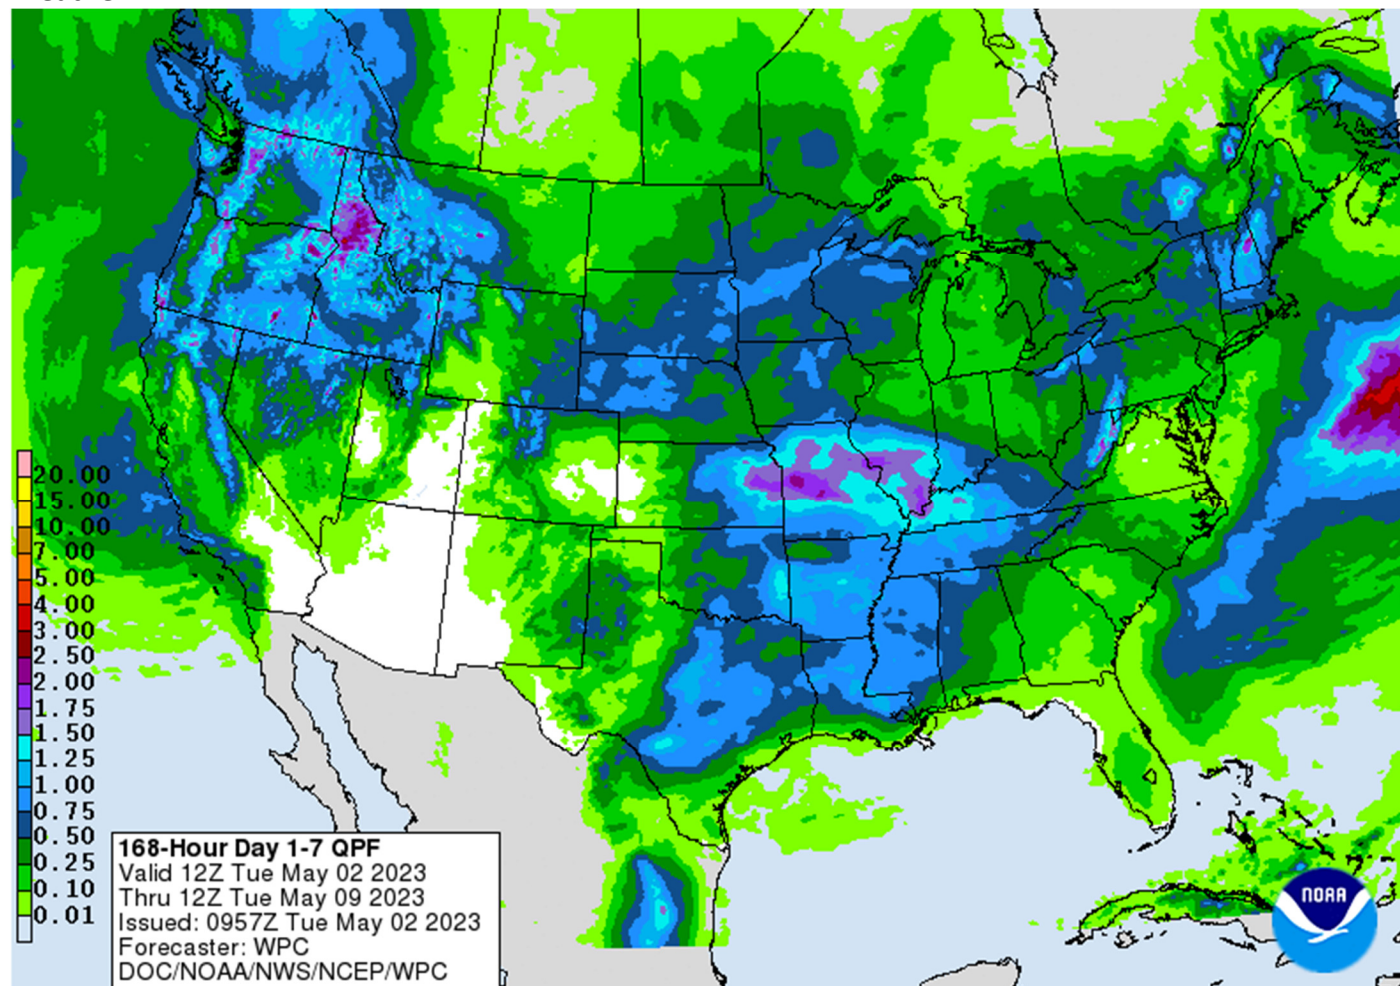 20.00
15.00
10.00
7.00
5.00
4.00
3.00
2.50
2.00
1.75
1.50
1.25
1.00
0.75
0.50
0.25
0.10
0.01
168-Hour Day 1-7 QPF
Valid 12Z Tue May 02 2023
Thru 12Z Tue May 09 2023
Issued: 0957Z Tue May 02 2023
Forecaster: WPC
DOC/NOAA/NWS/NCEP/WPC
NOAA